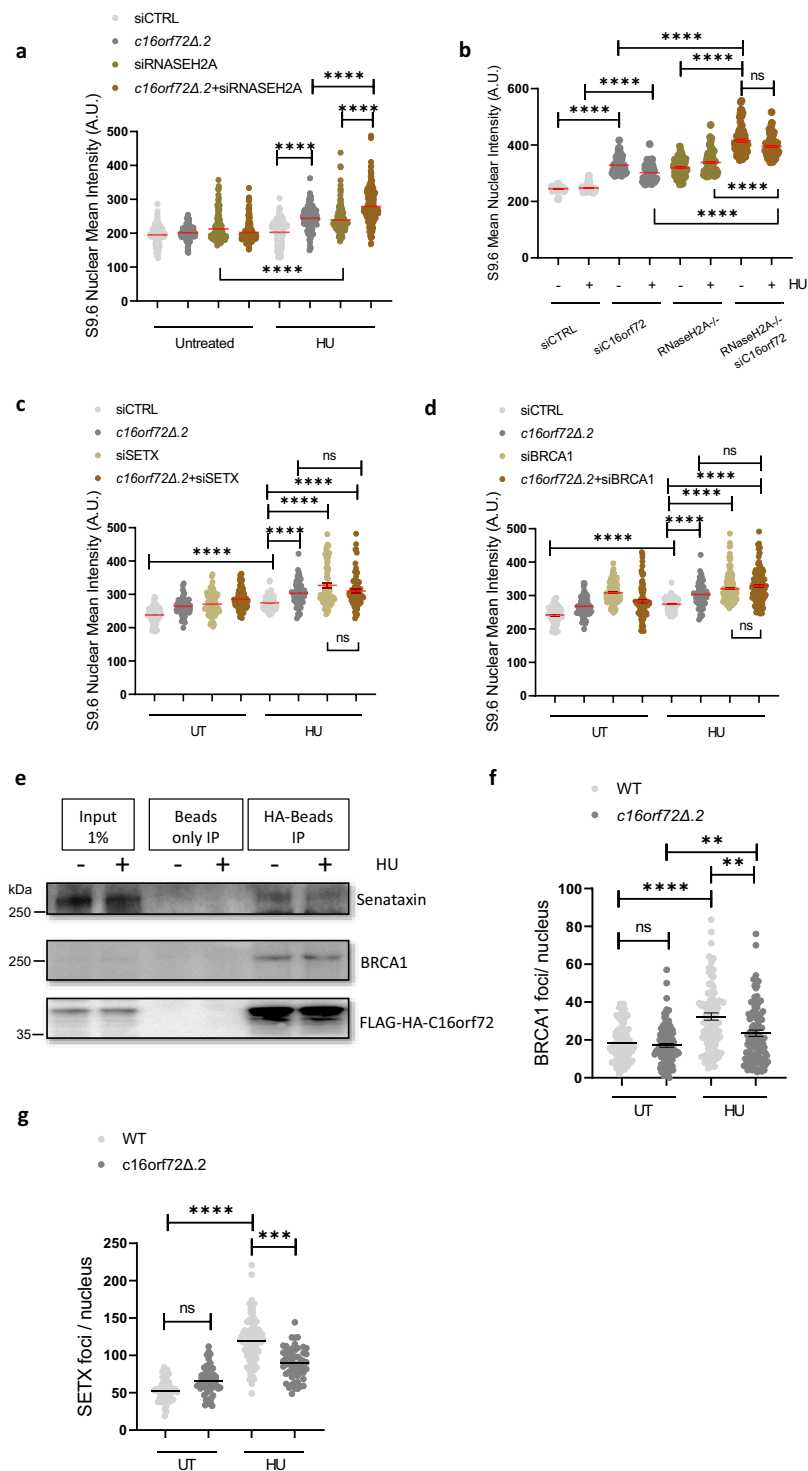 a
siCTRL
c16orf72Δ.2
siRNASEH2A
c16orf72Δ.2+siRNASEH2A
S9.6 Nuclear Mean Intensity (A.U.)
500
400
300
200
100
0
****
****
****
****
****
Untreated
HU
b
S9.6 Mean Nuclear Intensity (A.U.)
600
400
200
0
****
****
****
****
ns
****
****
- + - + - + - + HU
siCTRL
siC16orf72
RNaseH2A-/-
RNaseH2A-/-
siC16orf72
c
siCTRL
c16orf72Δ.2
siSETX
c16orf72Δ.2+siSETX
S9.6 Nuclear Mean Intensity (A.U.)
500
400
300
200
100
0
ns
****
****
****
****
ns
UT
HU
d
siCTRL
c16orf72Δ.2
siBRCA1
c16orf72Δ.2+siBRCA1
S9.6 Nuclear Mean Intensity (A.U.)
500
400
300
200
100
0
ns
****
****
****
****
ns
UT
HU
e
Input
1%
Beads
only IP
HA-Beads
IP
- + - + - + HU
kDa
250
Senataxin
250
BRCA1
35
FLAG-HA-C16orf72
f
WT
c16orf72Δ.2
BRCA1 foci/ nucleus
100
80
60
40
20
0
**
****
**
ns
UT
HU
g
WT
c16orf72Δ.2
SETX foci / nucleus
250
200
150
100
50
0
****
***
ns
UT
HU